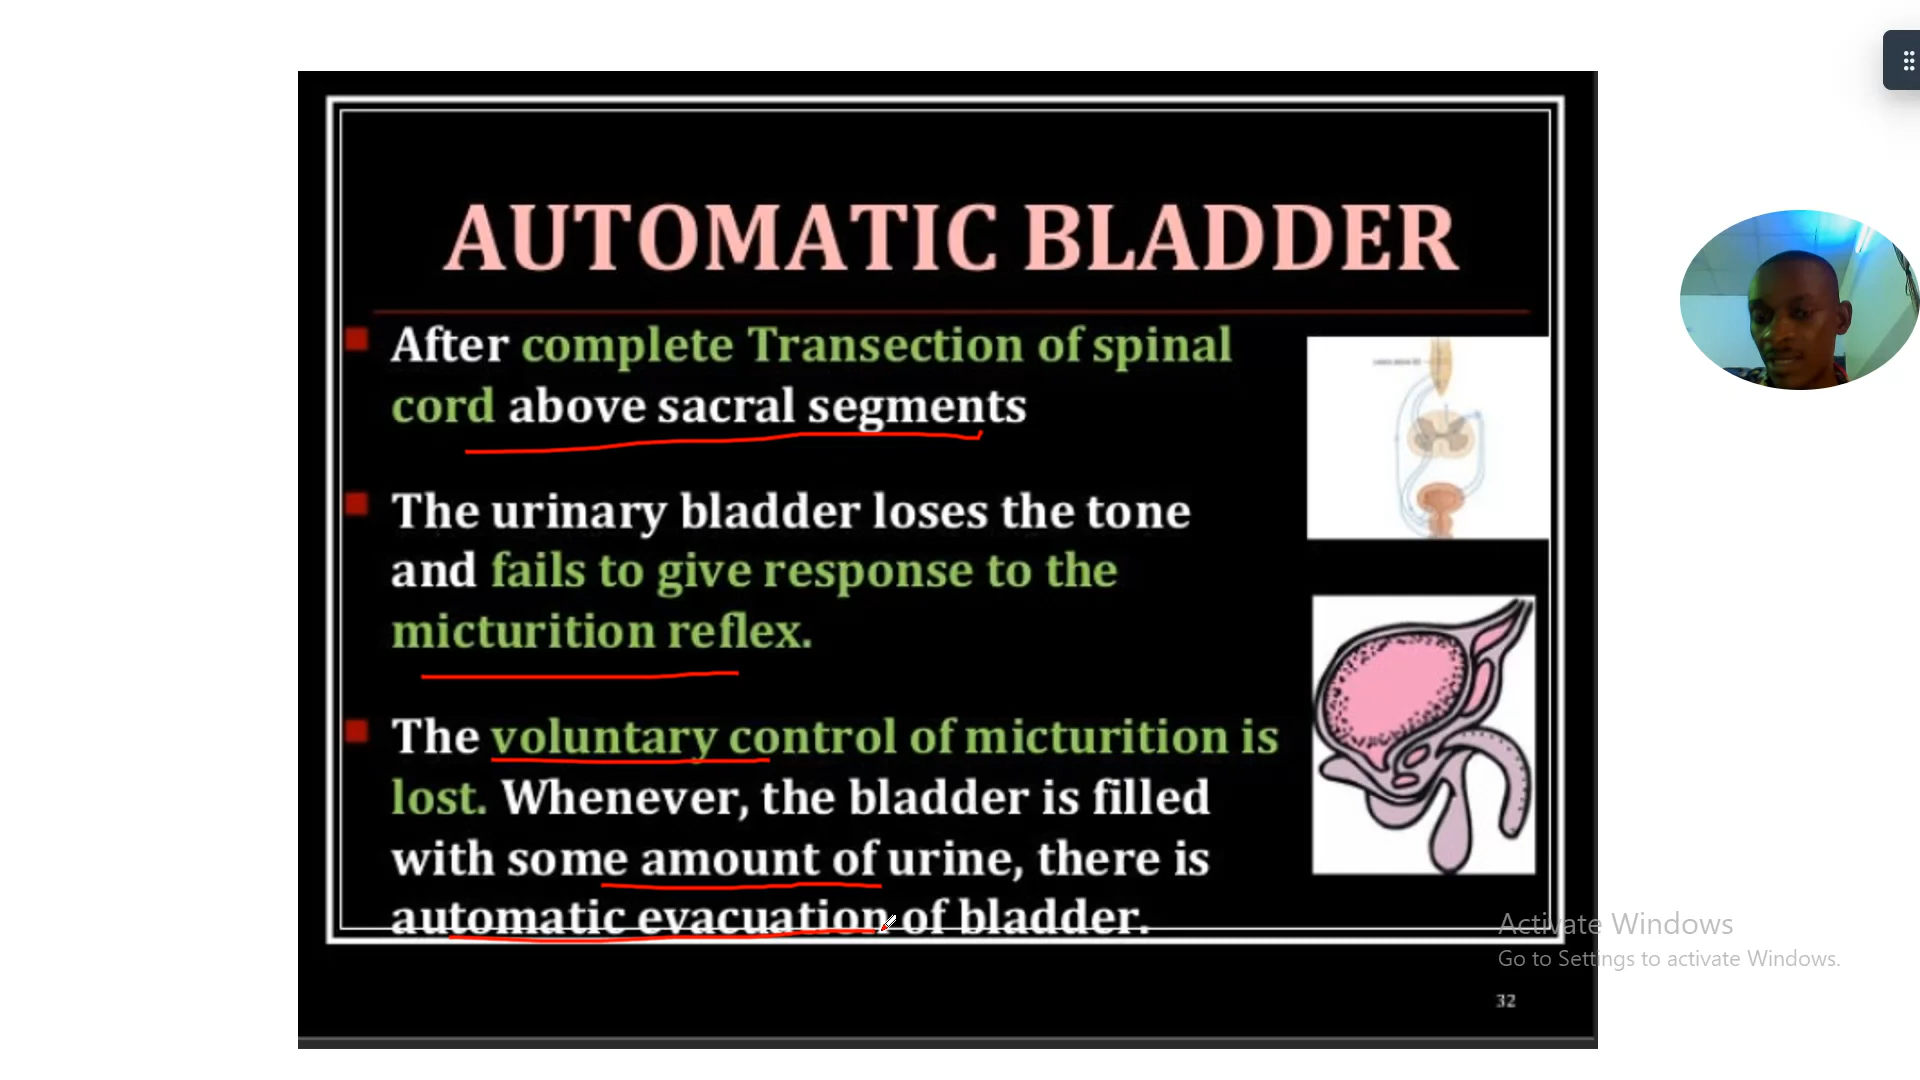 AUTOMATIC BLADDER
After complete Transection of spinal
cord above sacral segments
The urinary bladder loses the tone
and fails to give response to the
micturition reflex.
The voluntary control of micturition is
lost. Whenever, the bladder is filled
with some amount of urine, there is
automatic evacuation of bladder.
Activate Windows
Go to Settings to activate Windows.
32